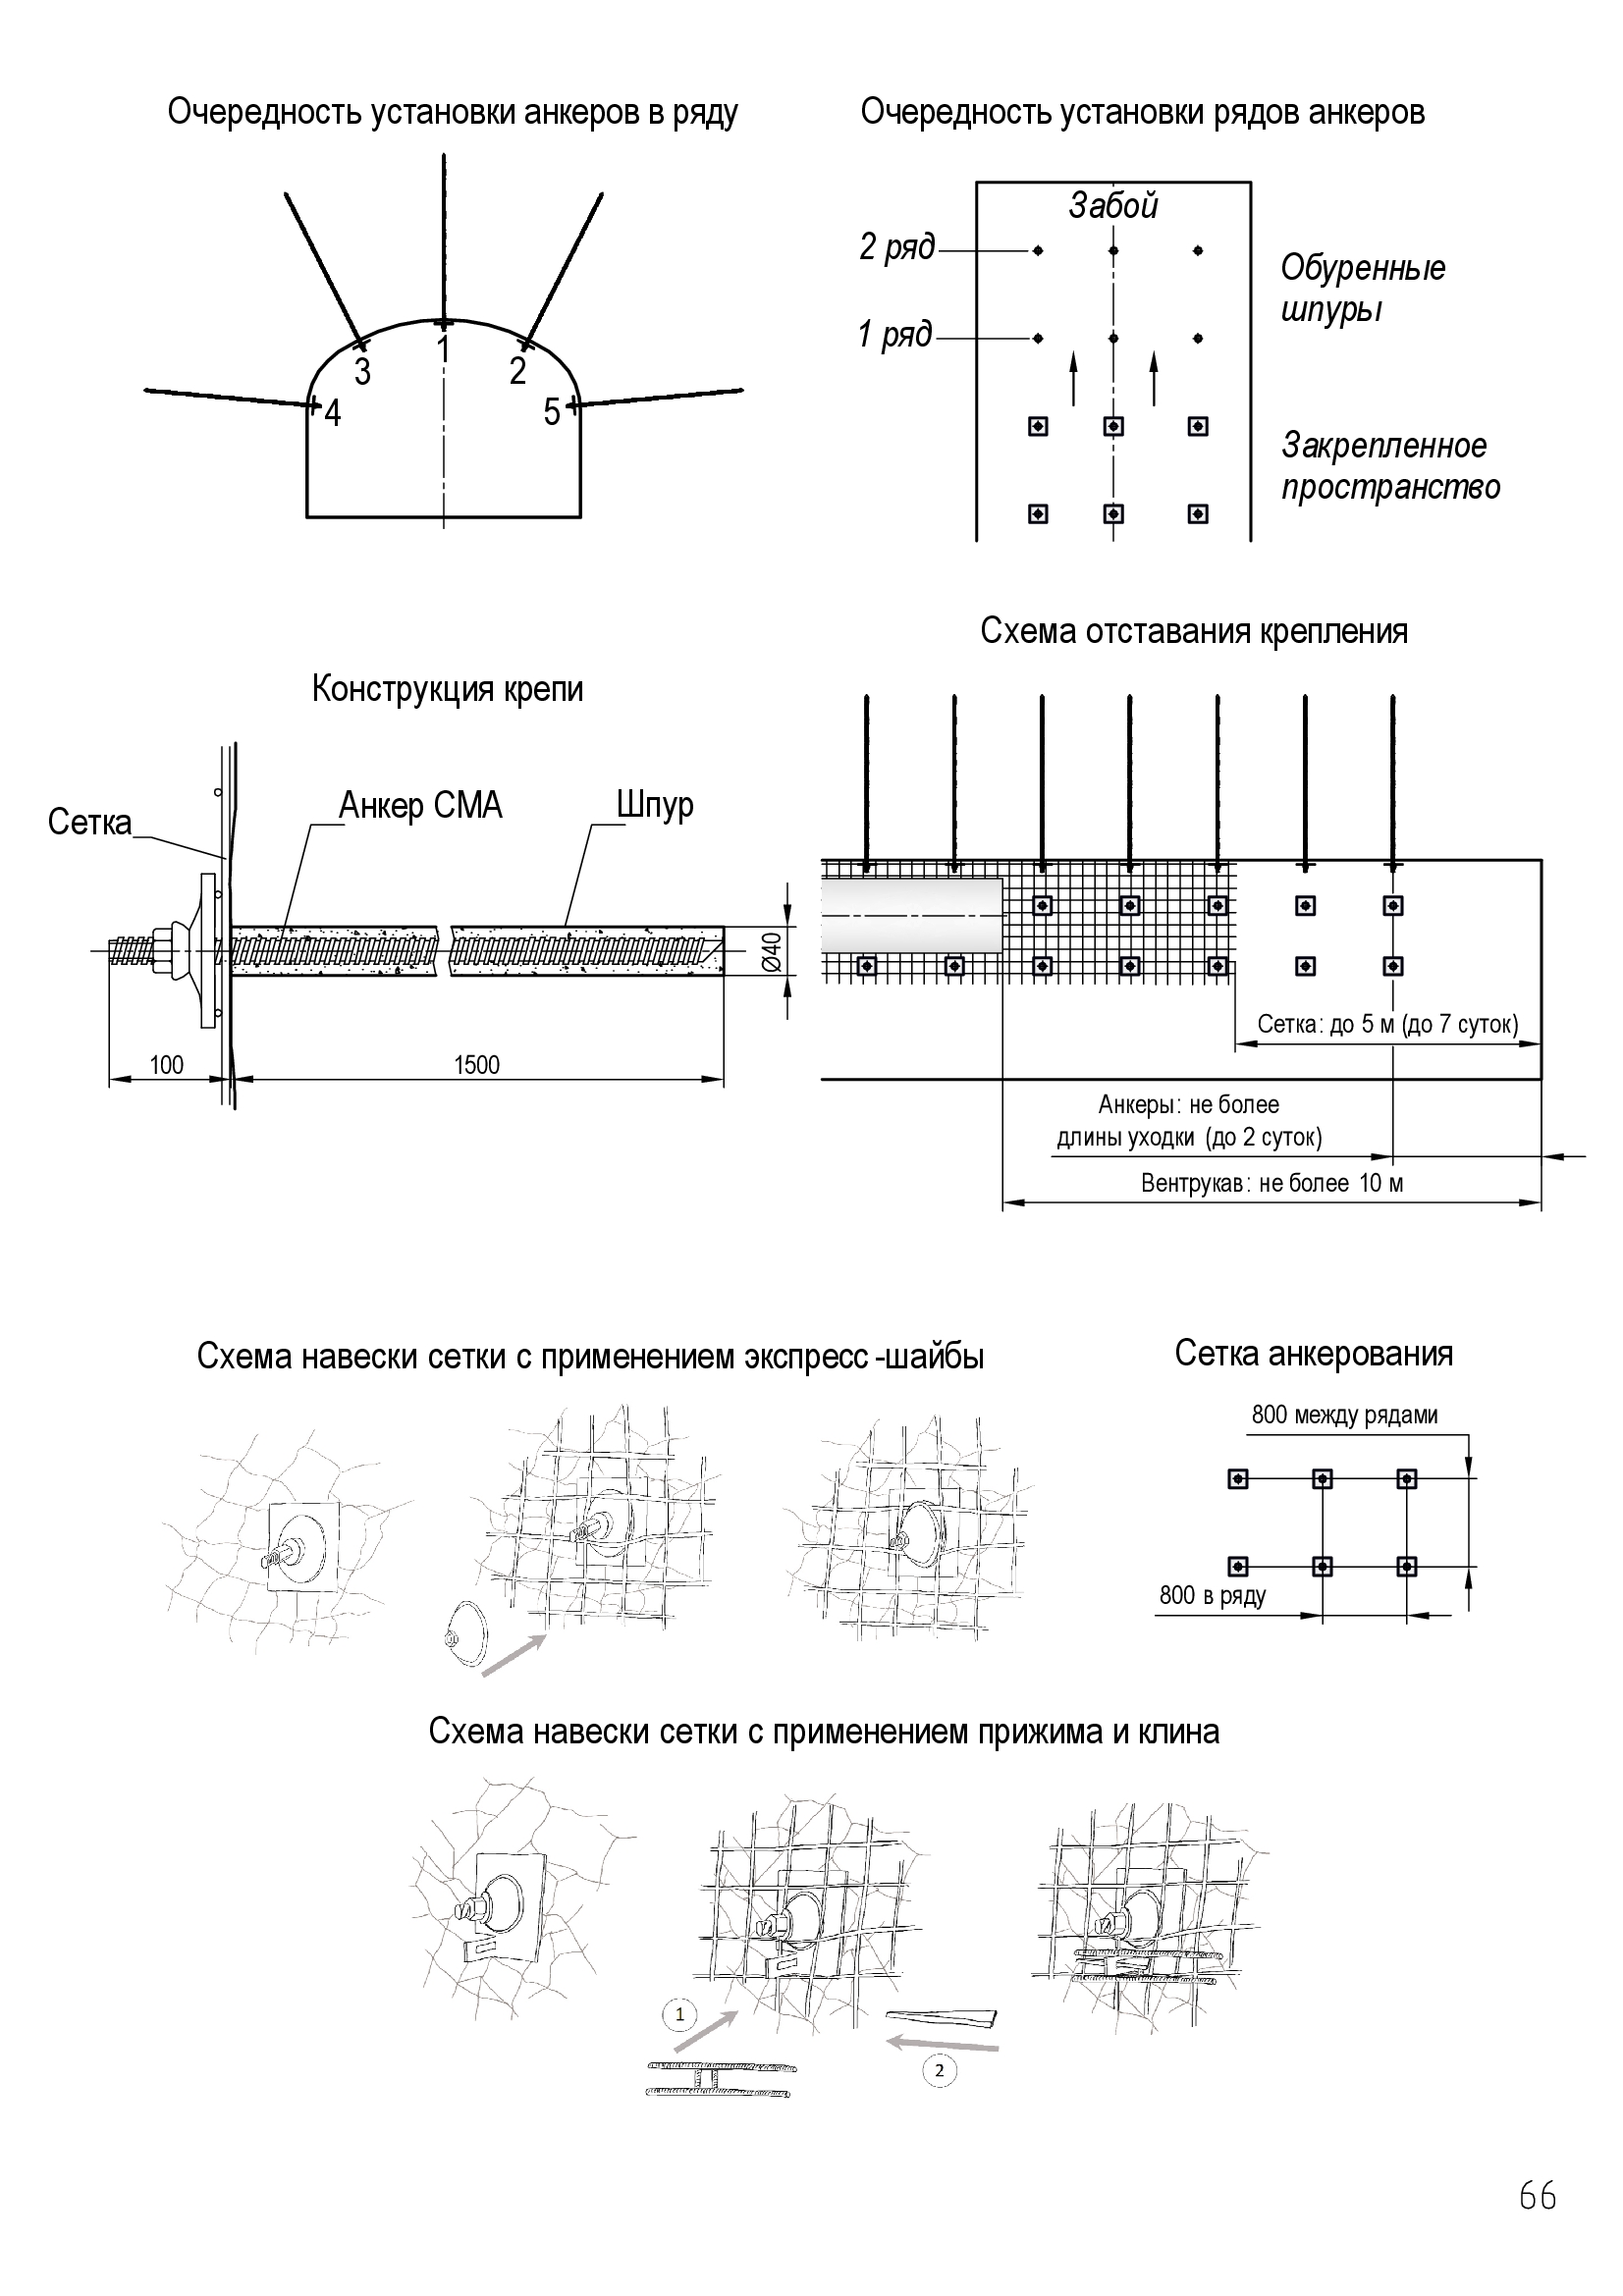 Очередность установки анкеров в ряду
1
3
2
4
5
Очередность установки рядов анкеров
Забой
2 ряд
1 ряд
Обуренные
шпуры
Закрепленное
пространство
Конструкция крепи
Сетка
Анкер СМА
Шпур
Ø40
100
1500
Схема отставания крепления
Сетка: до 5 м (до 7 суток)
Анкеры: не более
длины уходки (до 2 суток)
Вентрукав: не более 10 м
Схема навески сетки с применением экспресс-шайбы
Сетка анкерования
800 между рядами
800 в ряду
Схема навески сетки с применением прижима и клина
1
2
66